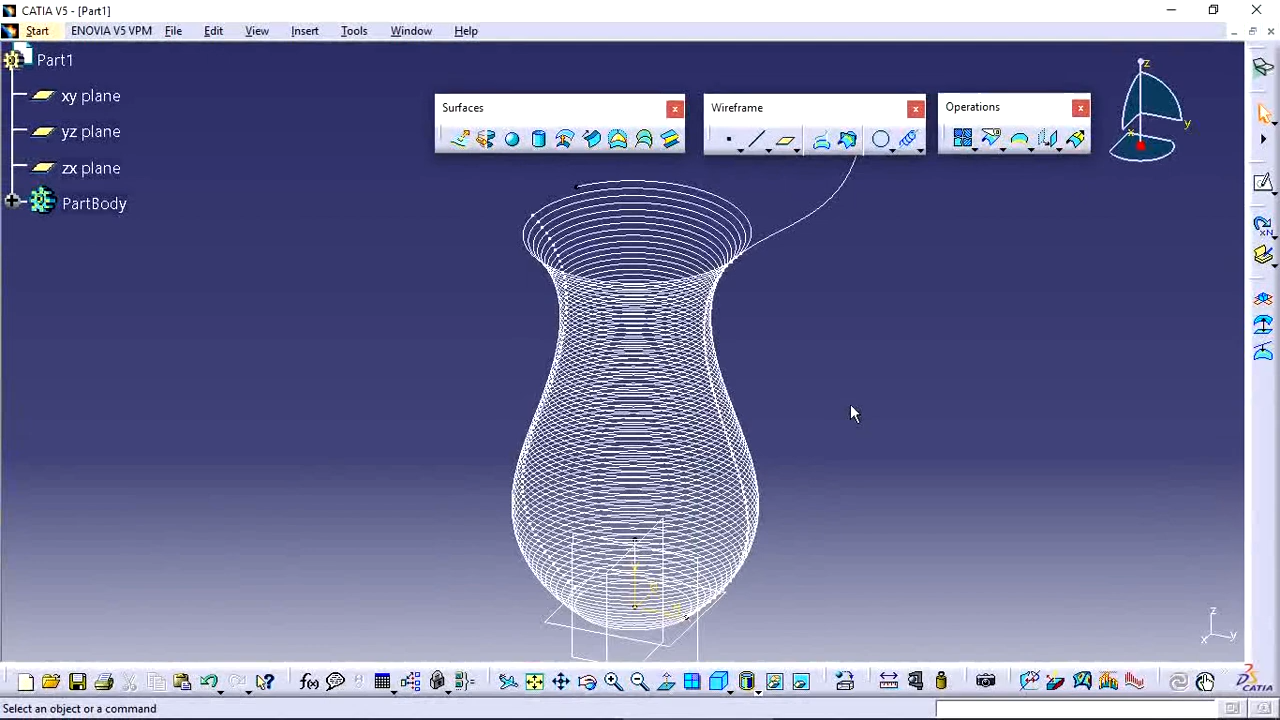 CATIA V5 - [Part1]
Start ENOVIA V5 VPM File Edit View Insert Tools Window Help
Part1
xy plane
yz plane
zx plane
PartBody
Surfaces
Wireframe
Operations
z
y
x
z
x y
f(x)
CATIA
Select an object or a command